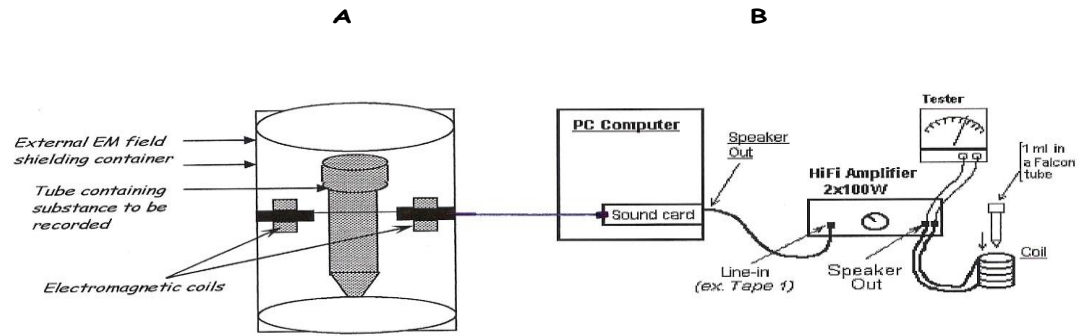 A
B
External EM field
shielding container
Tube containing
substance to be
recorded
Electromagnetic coils
PC Computer
Sound card
Speaker
Out
Line-in
(ex. Tape 1)
HiFi Amplifier
2x100W
Speaker
Out
Tester
1 ml in
a Falcon
tube
Coil